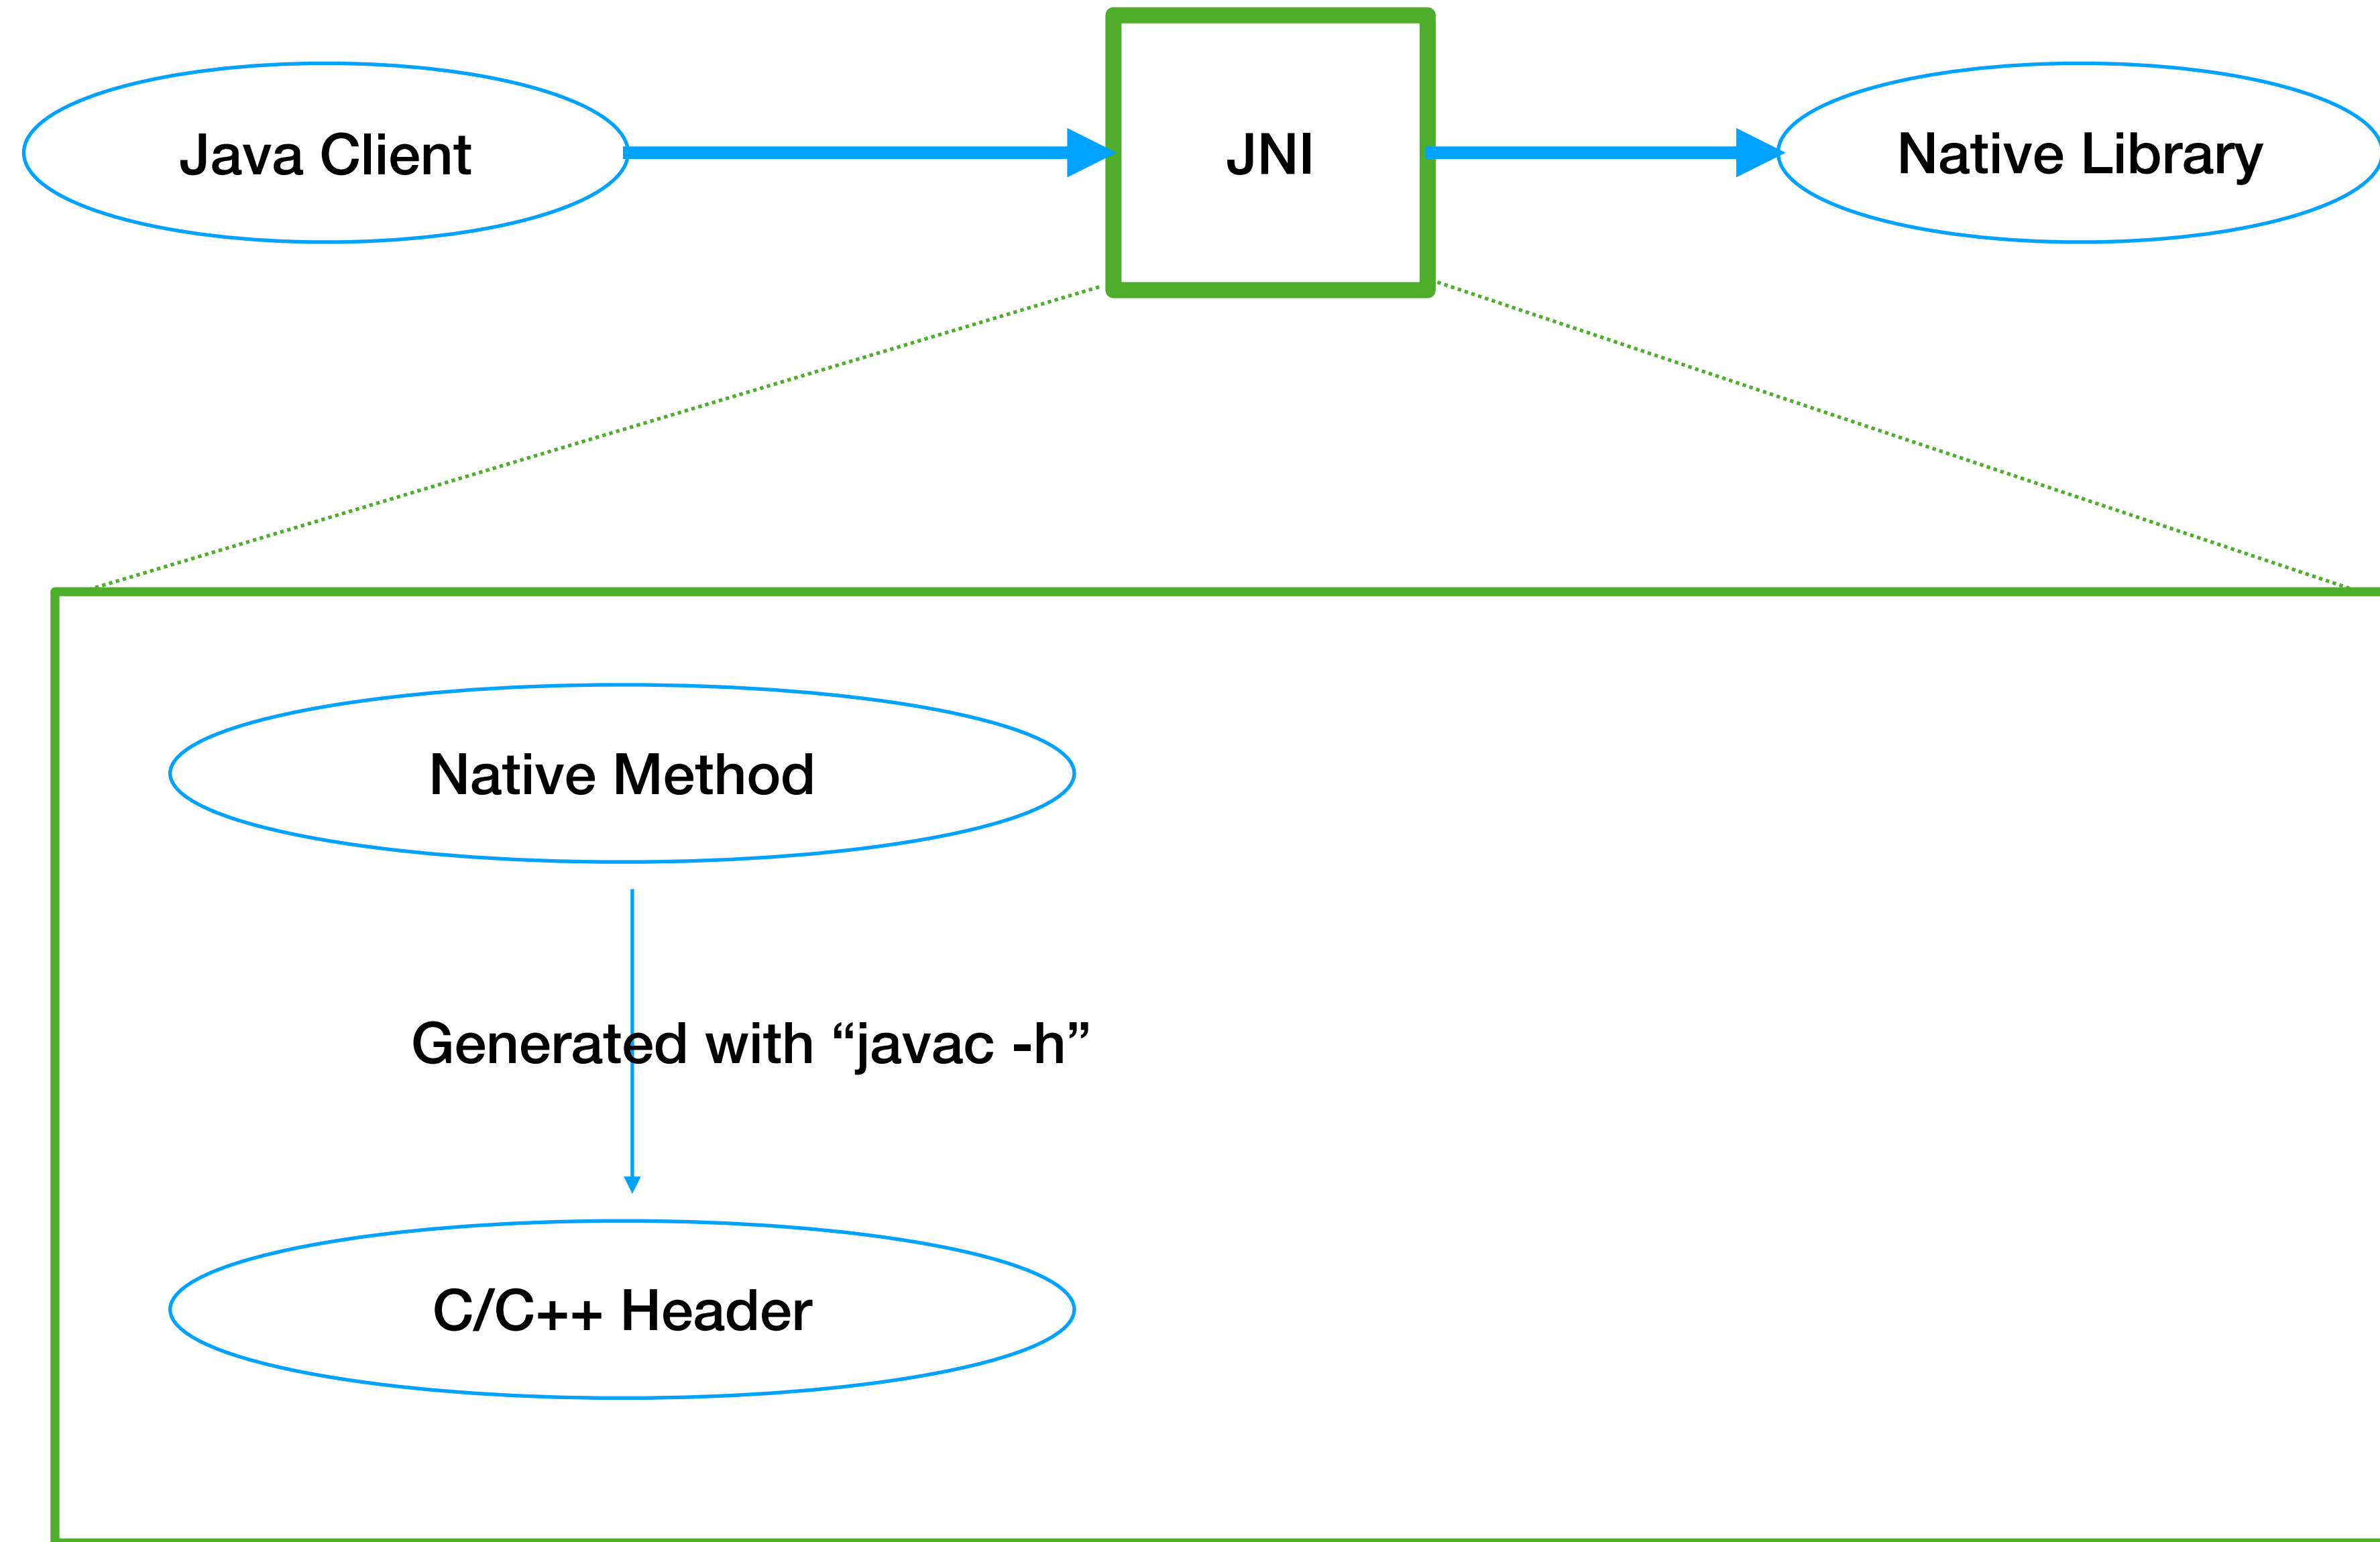 Java Client
JNI
Native Library
Native Method
Generated with “javac -h”
C/C++ Header